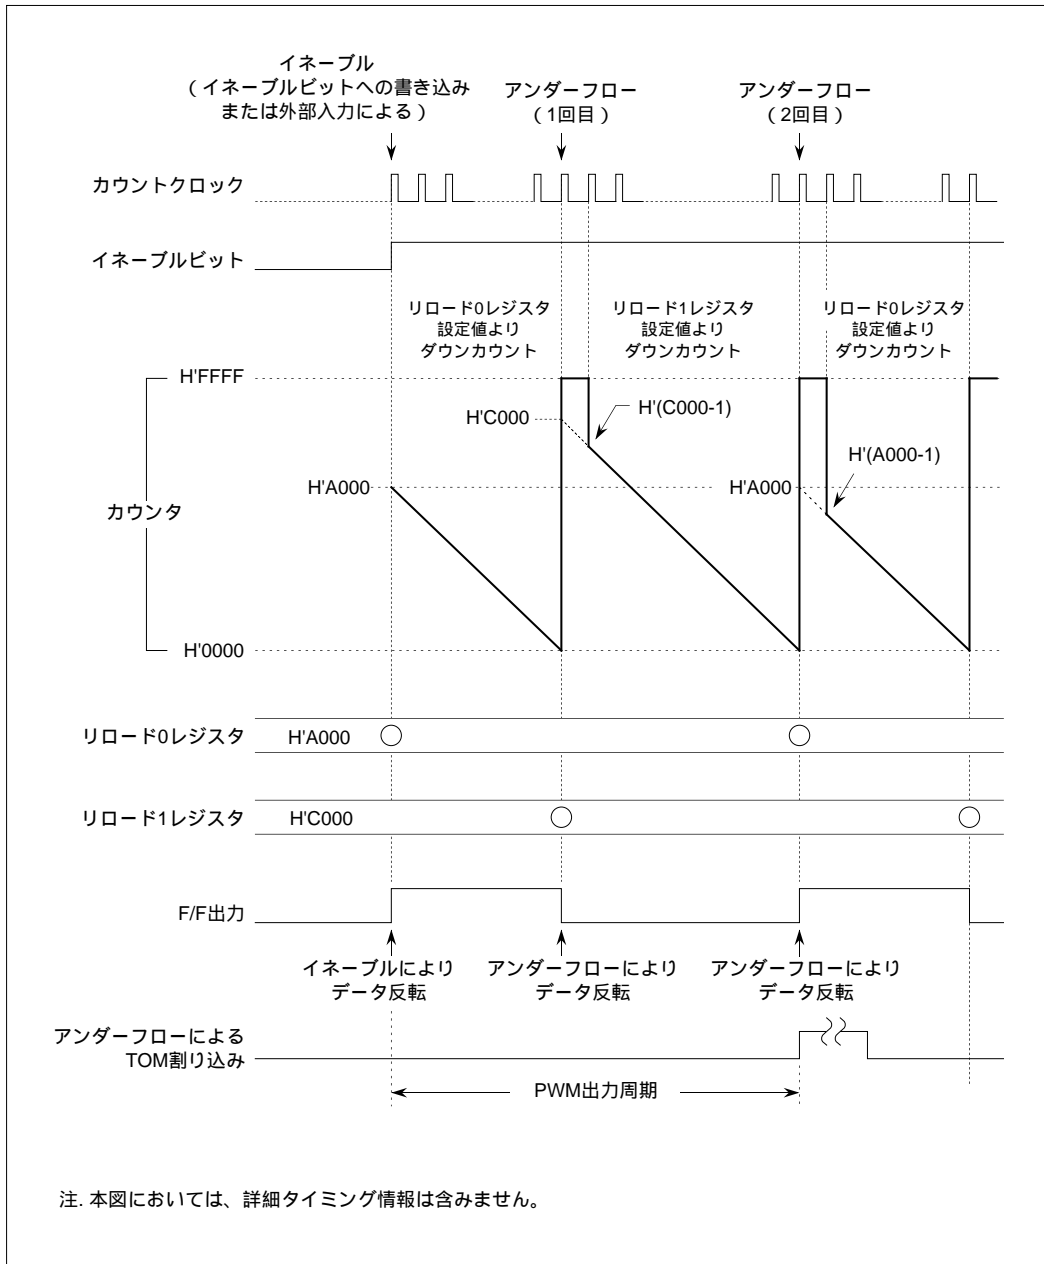 イネーブル
(イネーブルビットへの書き込み
または外部入力による)
アンダーフロー
(1回目)
アンダーフロー
(2回目)
カウントクロック
イネーブルビット
リロード0レジスタ
設定値より
ダウンカウント
リロード1レジスタ
設定値より
ダウンカウント
リロード0レジスタ
設定値より
ダウンカウント
H'FFFF
H'C000
H'(C000-1)
H'(A000-1)
H'A000
H'A000
カウンタ
H'0000
リロード0レジスタ
H'A000
リロード1レジスタ
H'C000
F/F出力
イネーブルにより
データ反転
アンダーフローにより
データ反転
アンダーフローにより
データ反転
アンダーフローによる
TOM割り込み
PWM出力周期
注. 本図においては、詳細タイミング情報は含みません。